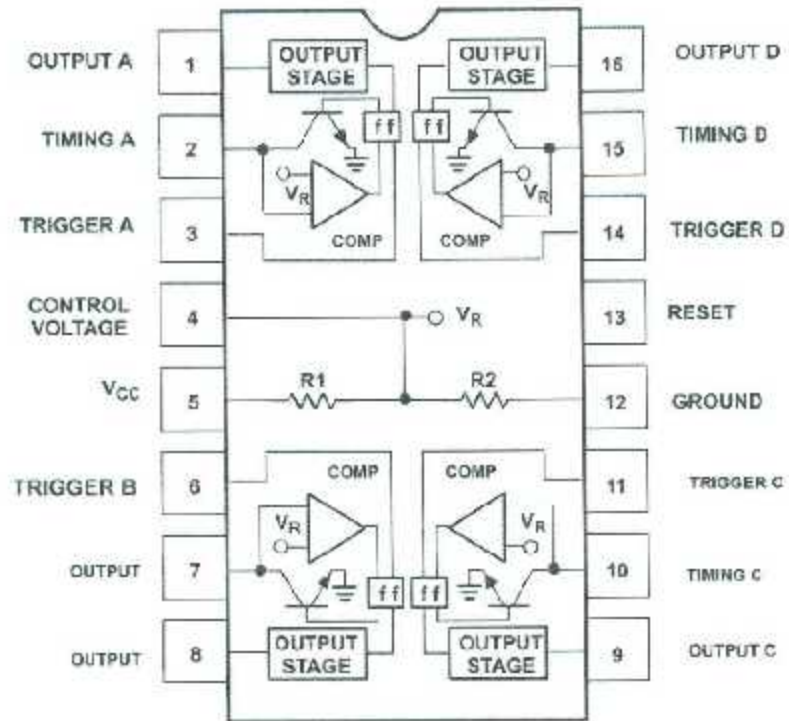 OUTPUT A
1
OUTPUT
STAGE
OUTPUT
STAGE
16
OUTPUT D
TIMING A
2
ff
ff
15
TIMING D
VR
VR
TRIGGER A
3
COMP
COMP
14
TRIGGER D
CONTROL
VOLTAGE
4
VR
13
RESET
VCC
5
R1
R2
12
GROUND
TRIGGER B
6
COMP
COMP
11
TRIGGER C
VR
VR
OUTPUT
7
ff
ff
10
TIMING C
OUTPUT
8
OUTPUT
STAGE
OUTPUT
STAGE
9
OUTPUT C